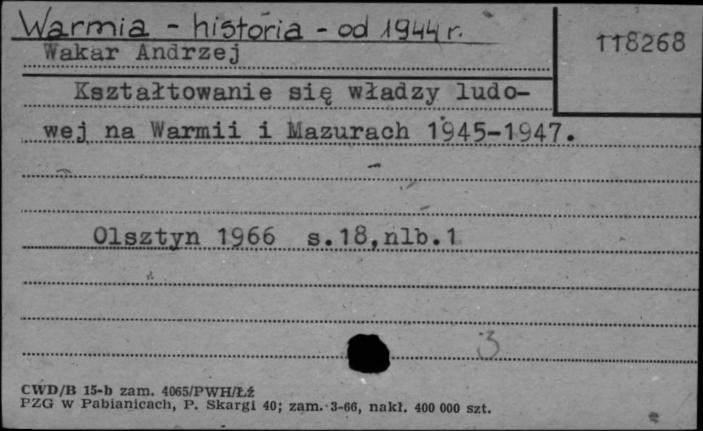 Warmia - historia - od 1944 r.
118268
Wakar Andrzej
Kształtowanie się władzy ludo-
wej na Warmii i Mazurach 1945-1947.
Olsztyn 1966 s.18,nlb.1
3
CWD/B 15-b zam. 4065/PWH/Łź
PZG w Pabianicach, P. Skargi 40; zam. 3-66, nakł. 400 000 szt.